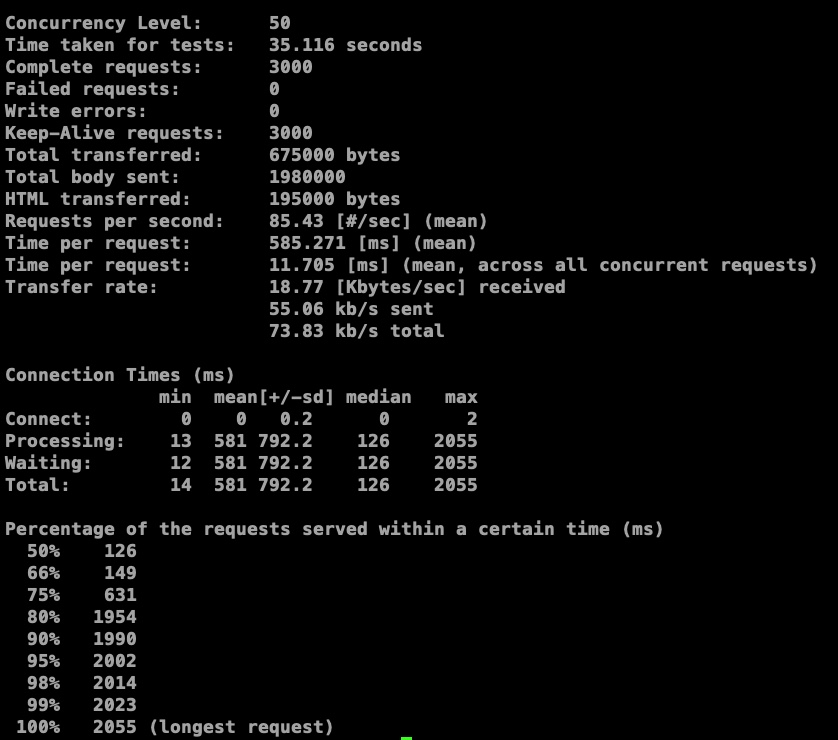 Concurrency Level:      50
Time taken for tests:   35.116 seconds
Complete requests:      3000
Failed requests:        0
Write errors:           0
Keep-Alive requests:    3000
Total transferred:      675000 bytes
Total body sent:        1980000
HTML transferred:       195000 bytes
Requests per second:    85.43 [#/sec] (mean)
Time per request:       585.271 [ms] (mean)
Time per request:       11.705 [ms] (mean, across all concurrent requests)
Transfer rate:          18.77 [Kbytes/sec] received
                        55.06 kb/s sent
                        73.83 kb/s total

Connection Times (ms)
              min  mean[+/-sd] median   max
Connect:        0    0   0.2      0       2
Processing:    13  581 792.2    126    2055
Waiting:       12  581 792.2    126    2055
Total:         14  581 792.2    126    2055

Percentage of the requests served within a certain time (ms)
  50%    126
  66%    149
  75%    631
  80%   1954
  90%   1990
  95%   2002
  98%   2014
  99%   2023
 100%   2055 (longest request)